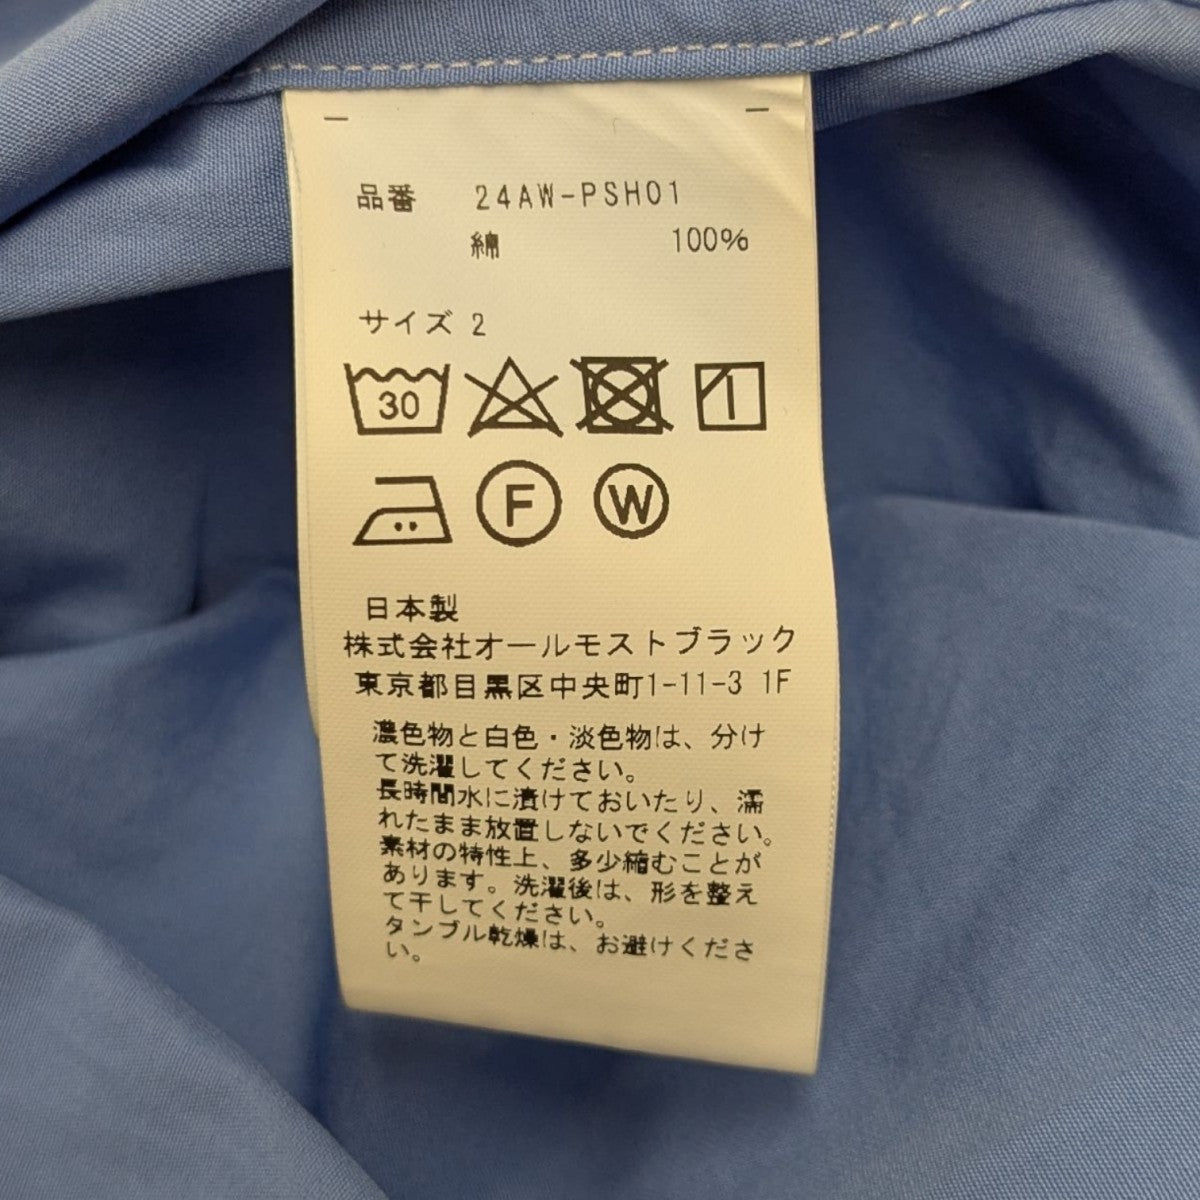 品番 24AW-PSH01
綿 100%
サイズ 2
30
F W
日本製
株式会社オールモストブラック
東京都目黒区中央町1-11-3 1F
濃色物と白色・淡色物は、分け
て洗濯してください。
長時間水に漬けておいたり、濡
れたまま放置しないでください。
素材の特性上、多少縮むことが
あります。洗濯後は、形を整え
て干してください。
タンブル乾燥は、お避けくださ
い。